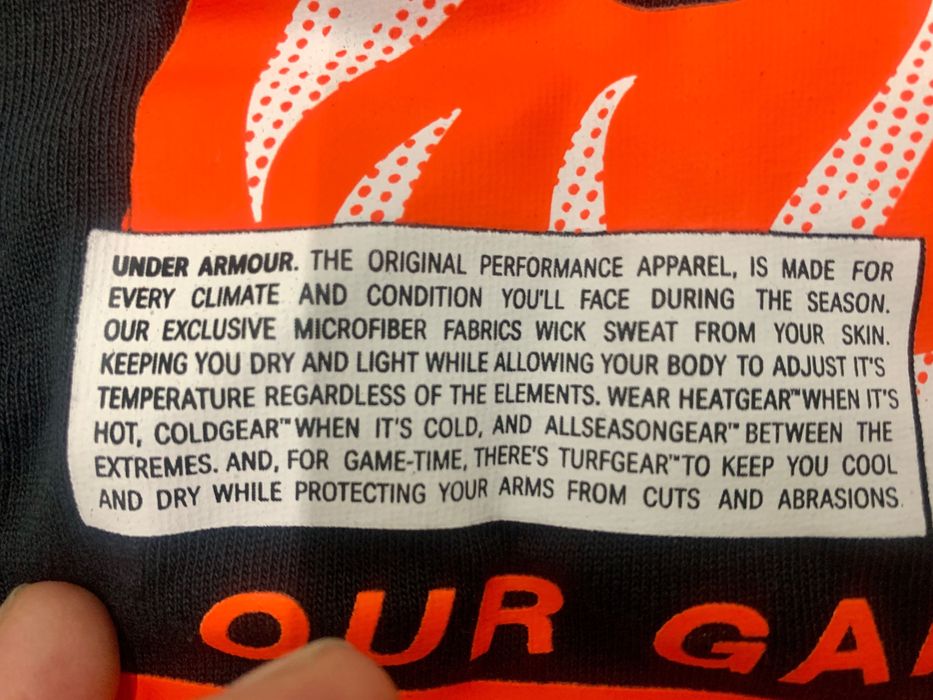 UNDER ARMOUR. THE ORIGINAL PERFORMANCE APPAREL, IS MADE FOR
EVERY CLIMATE AND CONDITION YOU'LL FACE DURING THE SEASON.
OUR EXCLUSIVE MICROFIBER FABRICS WICK SWEAT FROM YOUR SKIN.
KEEPING YOU DRY AND LIGHT WHILE ALLOWING YOUR BODY TO ADJUST IT'S
TEMPERATURE REGARDLESS OF THE ELEMENTS. WEAR HEATGEAR™ WHEN IT'S
HOT, COLDGEAR™ WHEN IT'S COLD, AND ALLSEASONGEAR™ BETWEEN THE
EXTREMES. AND, FOR GAME-TIME, THERE'S TURFGEAR™ TO KEEP YOU COOL
AND DRY WHILE PROTECTING YOUR ARMS FROM CUTS AND ABRASIONS.
OUR GA